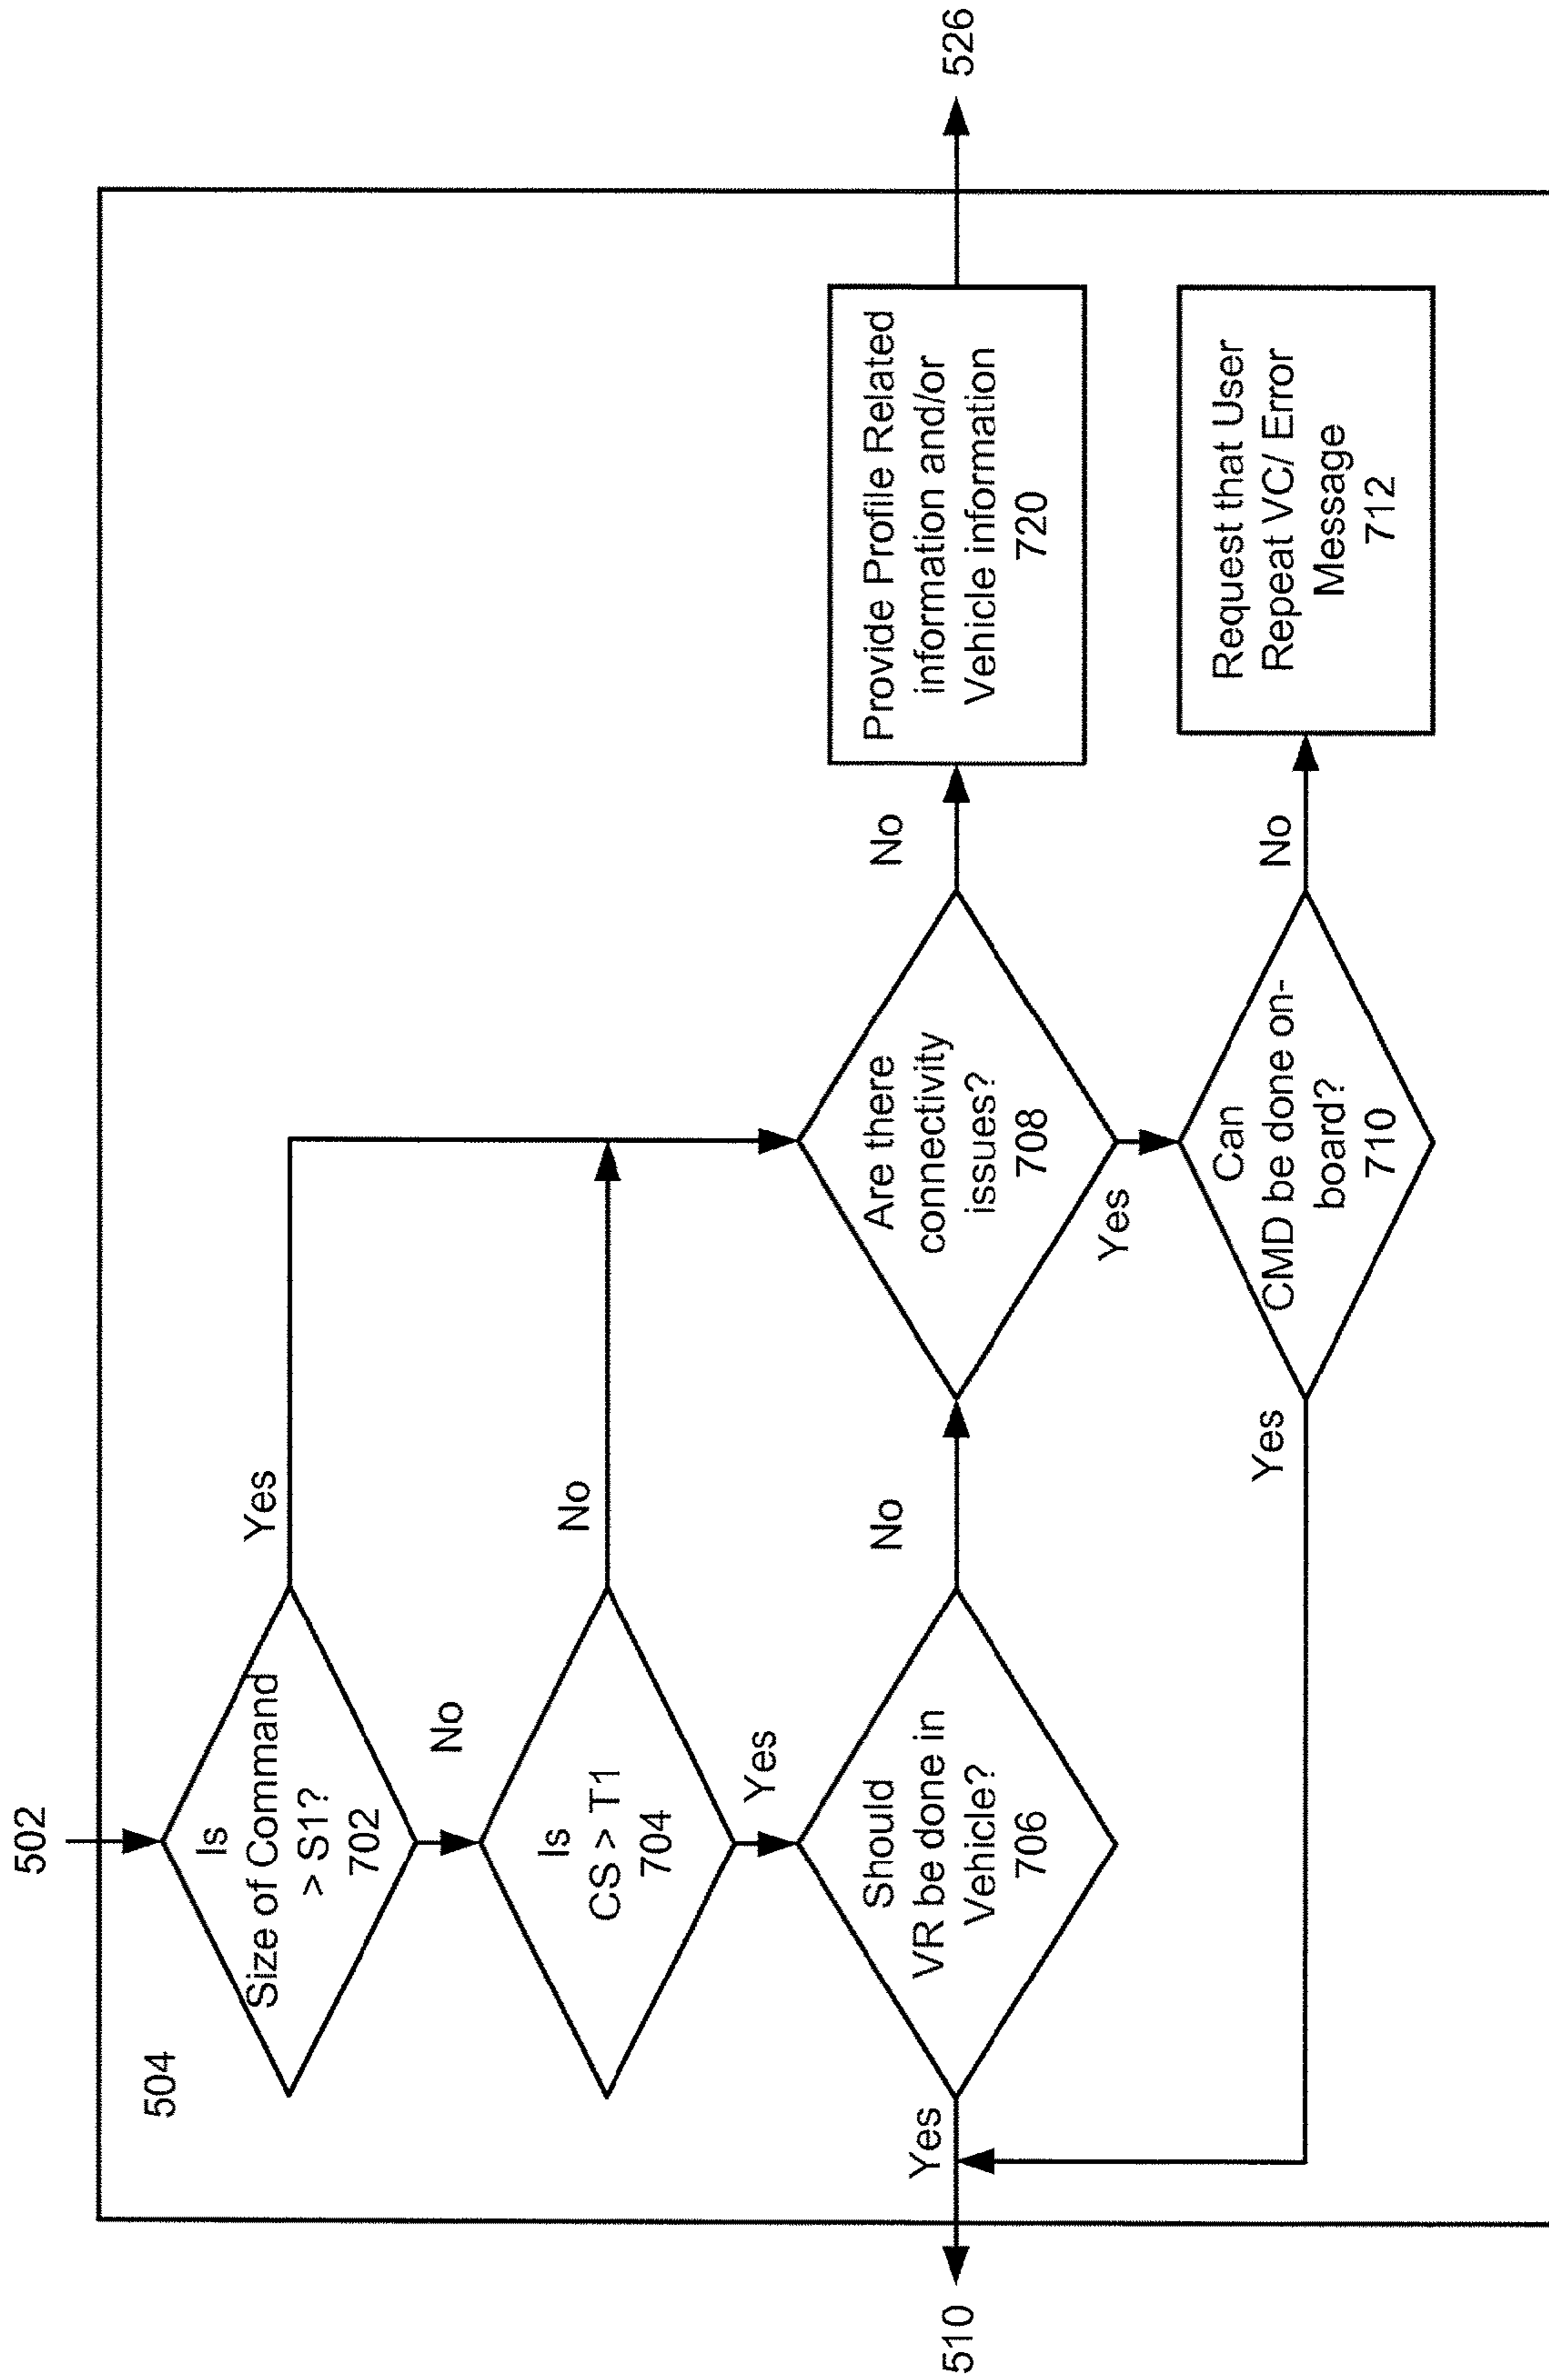 502
504
Is
Size of Command
> S1?
702
Yes
No
Is
CS > T1
704
No
Yes
Should
VR be done in
Vehicle?
706
Yes
510
No
Are there
connectivity
issues?
708
No
Provide Profile Related
information and/or
Vehicle information
720
526
Yes
Can
CMD be done on-
board?
710
Yes
No
Request that User
Repeat VC/ Error
Message
712